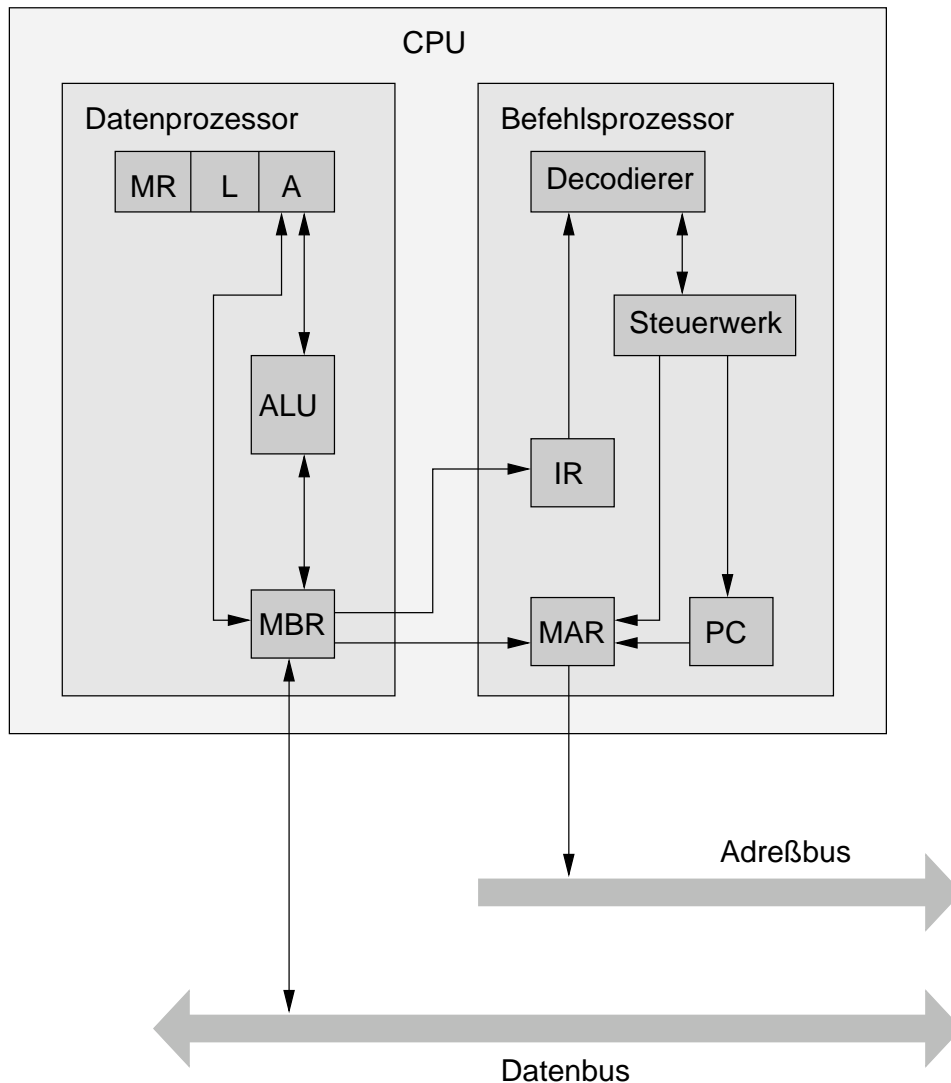 CPU
Datenprozessor
MR L A
ALU
MBR
Befehlsprozessor
Decodierer
Steuerwerk
IR
MAR
PC
Adreßbus
Datenbus